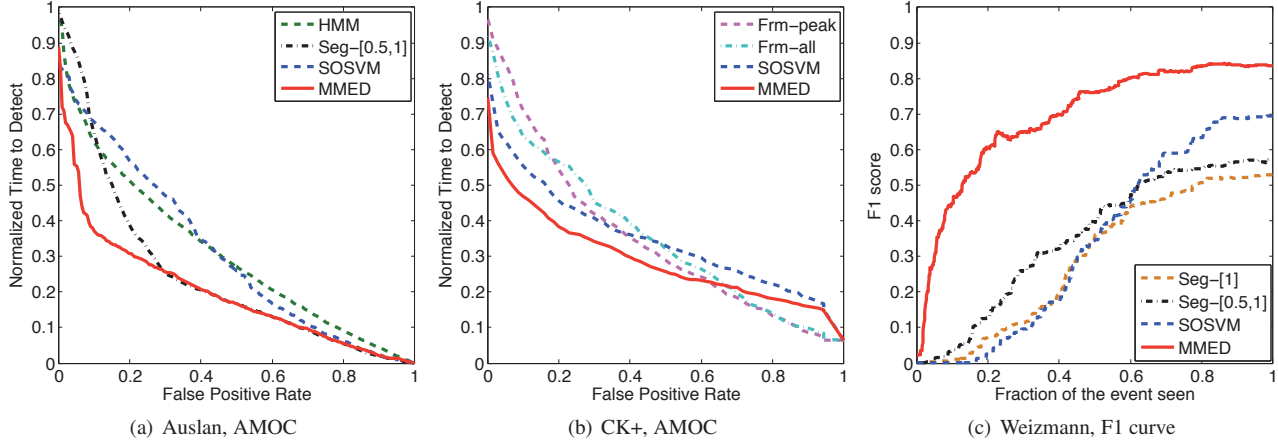 1
0.9
0.8
0.7
0.6
0.5
0.4
0.3
0.2
0.1
0
Normalized Time to Detect
0 0.2 0.4 0.6 0.8 1
False Positive Rate
HMM
Seg-[0.5,1]
SOSVM
MMED
(a) Auslan, AMOC
1
0.9
0.8
0.7
0.6
0.5
0.4
0.3
0.2
0.1
0
Normalized Time to Detect
0 0.2 0.4 0.6 0.8 1
False Positive Rate
Frm-peak
Frm-all
SOSVM
MMED
(b) CK+, AMOC
1
0.9
0.8
0.7
0.6
0.5
0.4
0.3
0.2
0.1
0
F1 score
0 0.2 0.4 0.6 0.8 1
Fraction of the event seen
Seg-[1]
Seg-[0.5,1]
SOSVM
MMED
(c) Weizmann, F1 curve